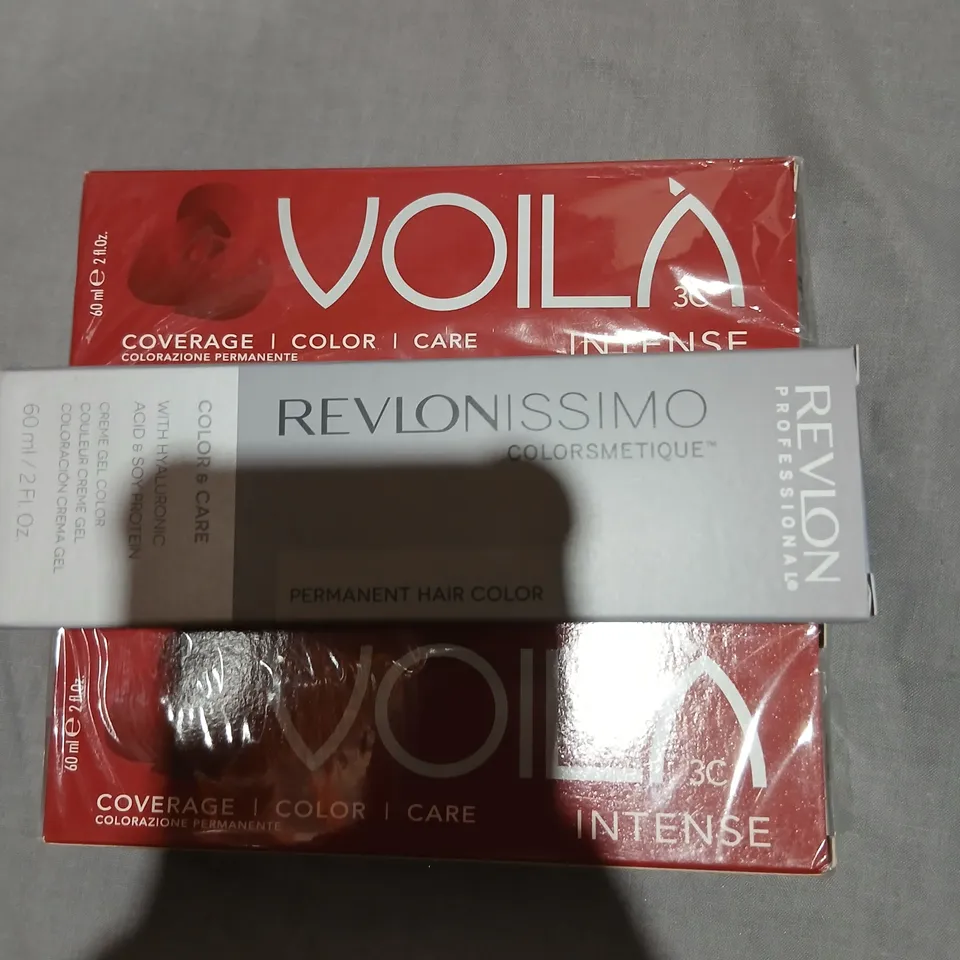 VOILÀ
3C
60 ml e 2 fl.Oz.
COVERAGE | COLOR | CARE
INTENSE
COLORAZIONE PERMANENTE
REVLONISSIMO
COLORSMETIQUE™
REVLON
PROFESSIONAL®
COLOR & CARE
WITH HYALURONIC
ACID & SOY PROTEIN
CREME GEL COLOR
COULEUR CREME GEL
COLORACIÓN CREMA GEL
60 ml / 2 Fl. Oz.
PERMANENT HAIR COLOR
VOILÀ
3C
60 ml e 2 fl.Oz.
COVERAGE | COLOR | CARE
COLORAZIONE PERMANENTE
INTENSE